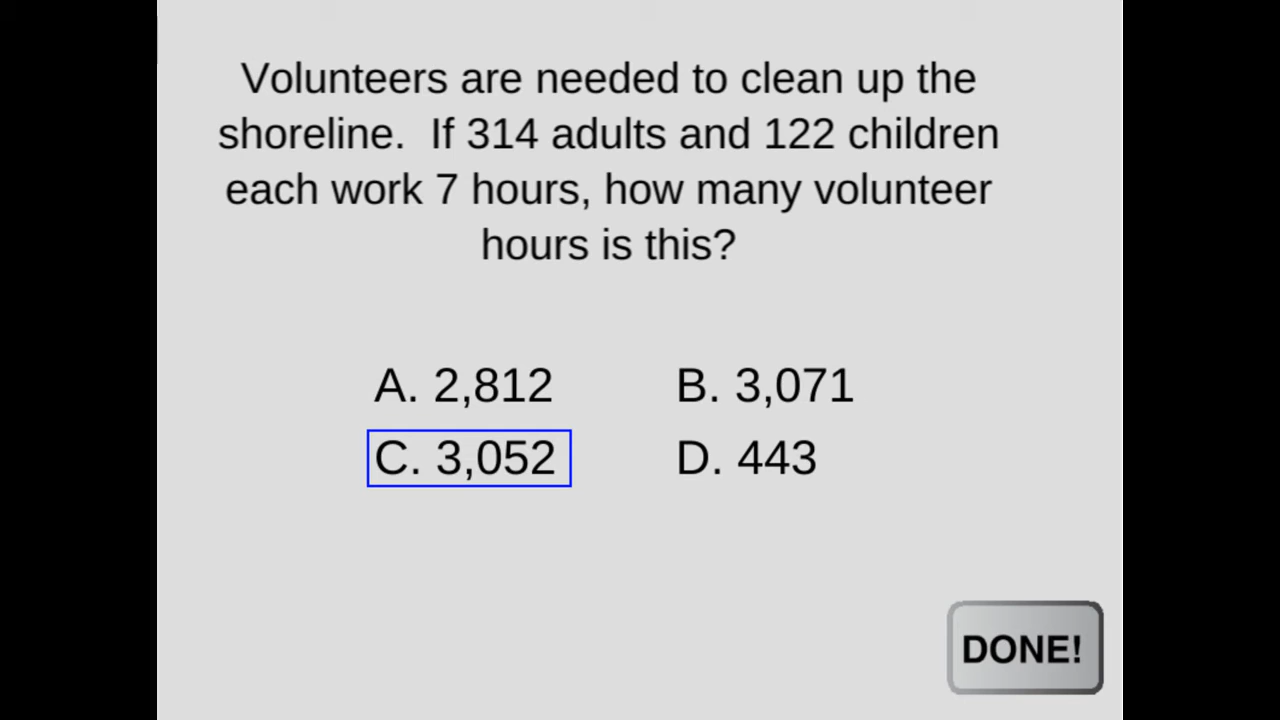 Volunteers are needed to clean up the
shoreline.  If 314 adults and 122 children
each work 7 hours, how many volunteer
hours is this?
A. 2,812
B. 3,071
C. 3,052
D. 443
DONE!